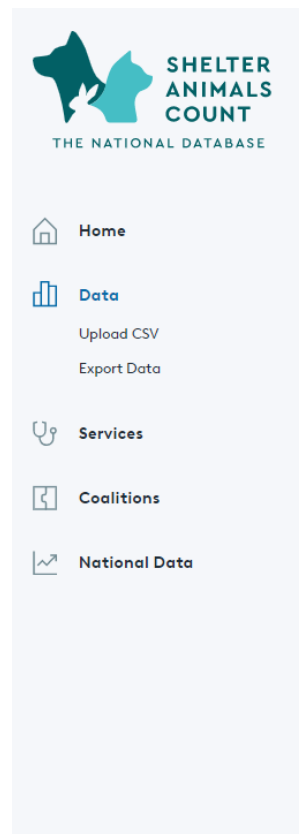 SHELTER
ANIMALS
COUNT
THE NATIONAL DATABASE
Home
Data
Upload CSV
Export Data
Services
Coalitions
National Data